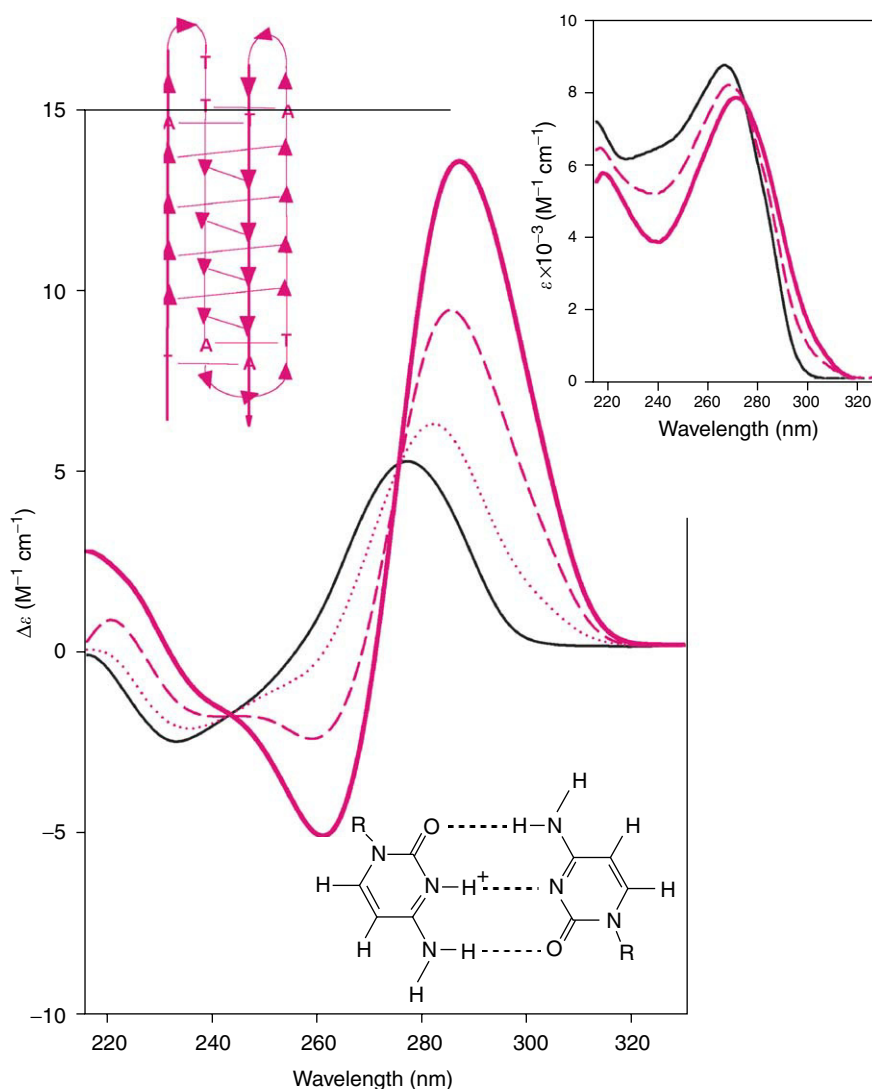 T
T
A
A
T
A
T
T
A
15
10
5
0
−5
−10
Δε (M⁻¹ cm⁻¹)
220 240 260 280 300 320
Wavelength (nm)
10
8
6
4
2
0
ε×10⁻³ (M⁻¹ cm⁻¹)
220 240 260 280 300 320
Wavelength (nm)
H
R O H N H
N
H N H + N H
O N
H N H R
H